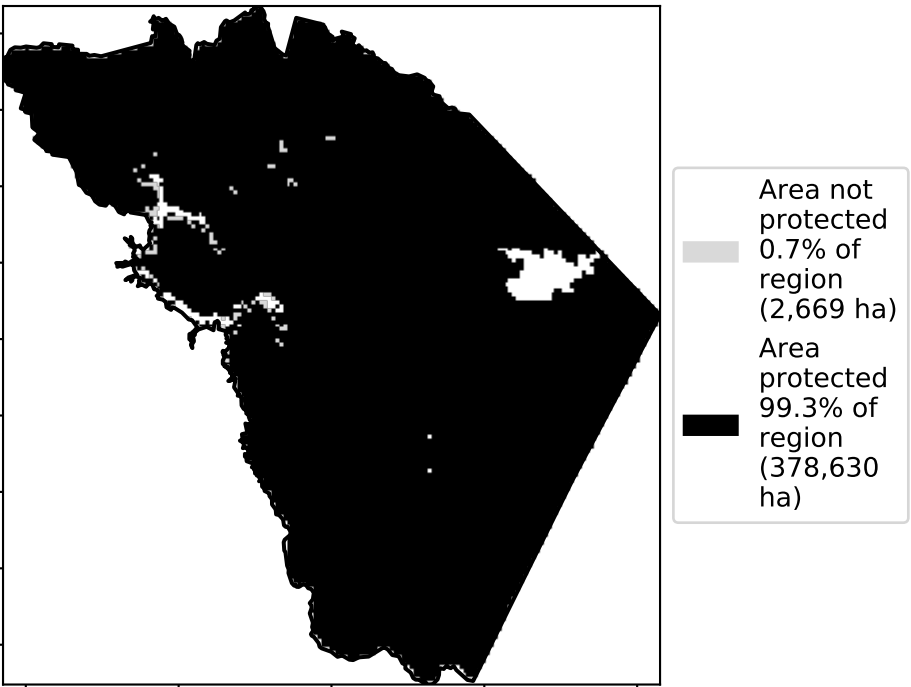 Area not
protected
0.7% of
region
(2,669 ha)
Area
protected
99.3% of
region
(378,630
ha)